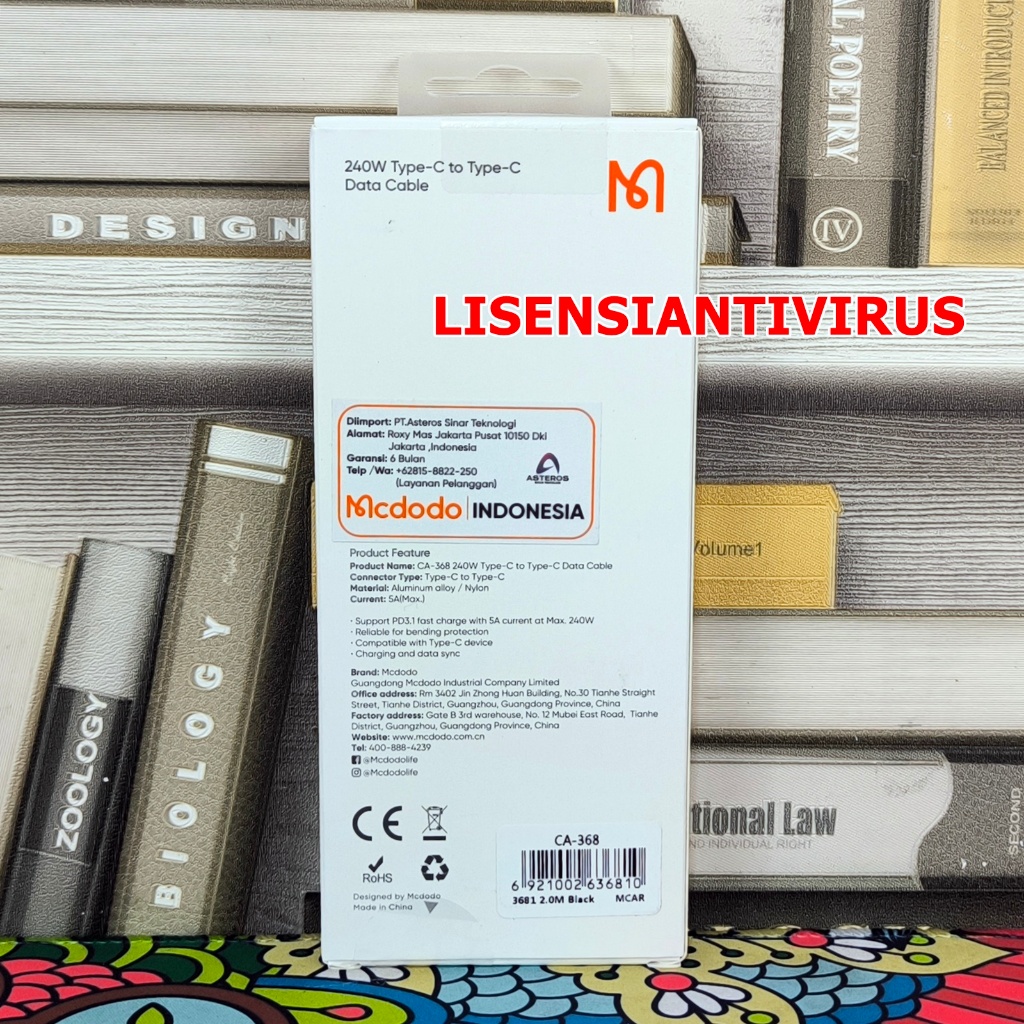 AL POETRY
IV
BALANCED INTRODUCT
DESIGN
240W Type-C to Type-C
Data Cable
LISENSIANTIVIRUS
Diimport: PT.Asteros Sinar Teknologi
Alamat: Roxy Mas Jakarta Pusat 10150 Dki
Jakarta ,Indonesia
Garansi: 6 Bulan
Telp /Wa: +62815-8822-250
(Layanan Pelanggan)
ASTEROS
Mcdodo INDONESIA
Product Feature
Product Name: CA-368 240W Type-C to Type-C Data Cable
Connector Type: Type-C to Type-C
Material: Aluminum alloy / Nylon
Current: 5A(Max.)
· Support PD3.1 fast charge with 5A current at Max. 240W
· Reliable for bending protection
· Compatible with Type-C device
· Charging and data sync
Brand: Mcdodo
Guangdong Mcdodo Industrial Company Limited
Office address: Rm 3402 Jin Zhong Huan Building, No.30 Tianhe Straight
Street, Tianhe District, Guangzhou, Guangdong Province, China
Factory address: Gate B 3rd warehouse, No. 12 Mubei East Road, Tianhe
District, Guangzhou, Guangdong Province, China
Website: www.mcdodo.com.cn
Tel: 400-888-4239
@Mcdodolife
@Mcdodolife
CE
RoHS
Designed by Mcdodo
Made in China
CA-368
6 921002 636810
3681 2.0M Black MCAR
Volume1
tional Law
ND INDIVIDUAL RIGHT
SECOND
ZOOLOGY
BIOLOGY